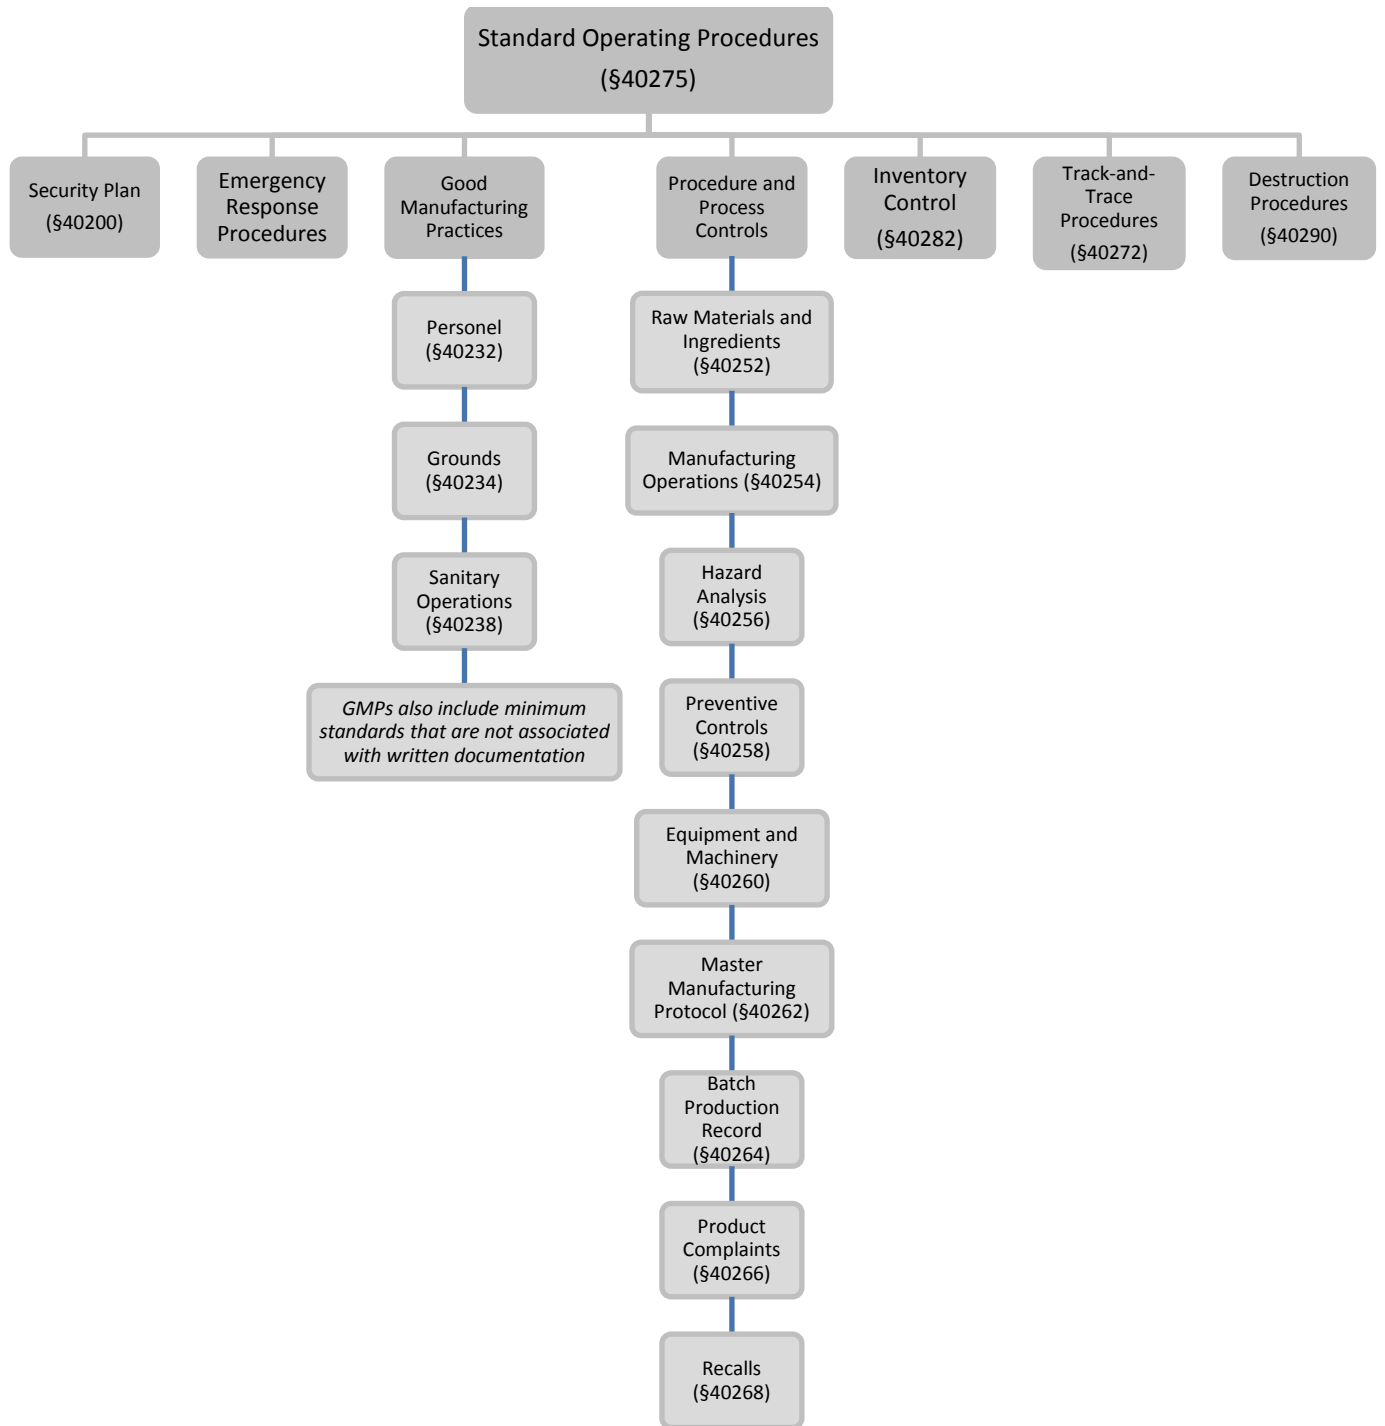 Standard Operating Procedures
(§40275)
Security Plan
(§40200)
Emergency
Response
Procedures
Good
Manufacturing
Practices
Procedure and
Process
Controls
Inventory
Control
(§40282)
Track-and-
Trace
Procedures
(§40272)
Destruction
Procedures
(§40290)
Personel
(§40232)
Grounds
(§40234)
Sanitary
Operations
(§40238)
GMPs also include minimum
standards that are not associated
with written documentation
Raw Materials and
Ingredients
(§40252)
Manufacturing
Operations (§40254)
Hazard
Analysis
(§40256)
Preventive
Controls
(§40258)
Equipment and
Machinery
(§40260)
Master
Manufacturing
Protocol (§40262)
Batch
Production
Record
(§40264)
Product
Complaints
(§40266)
Recalls
(§40268)